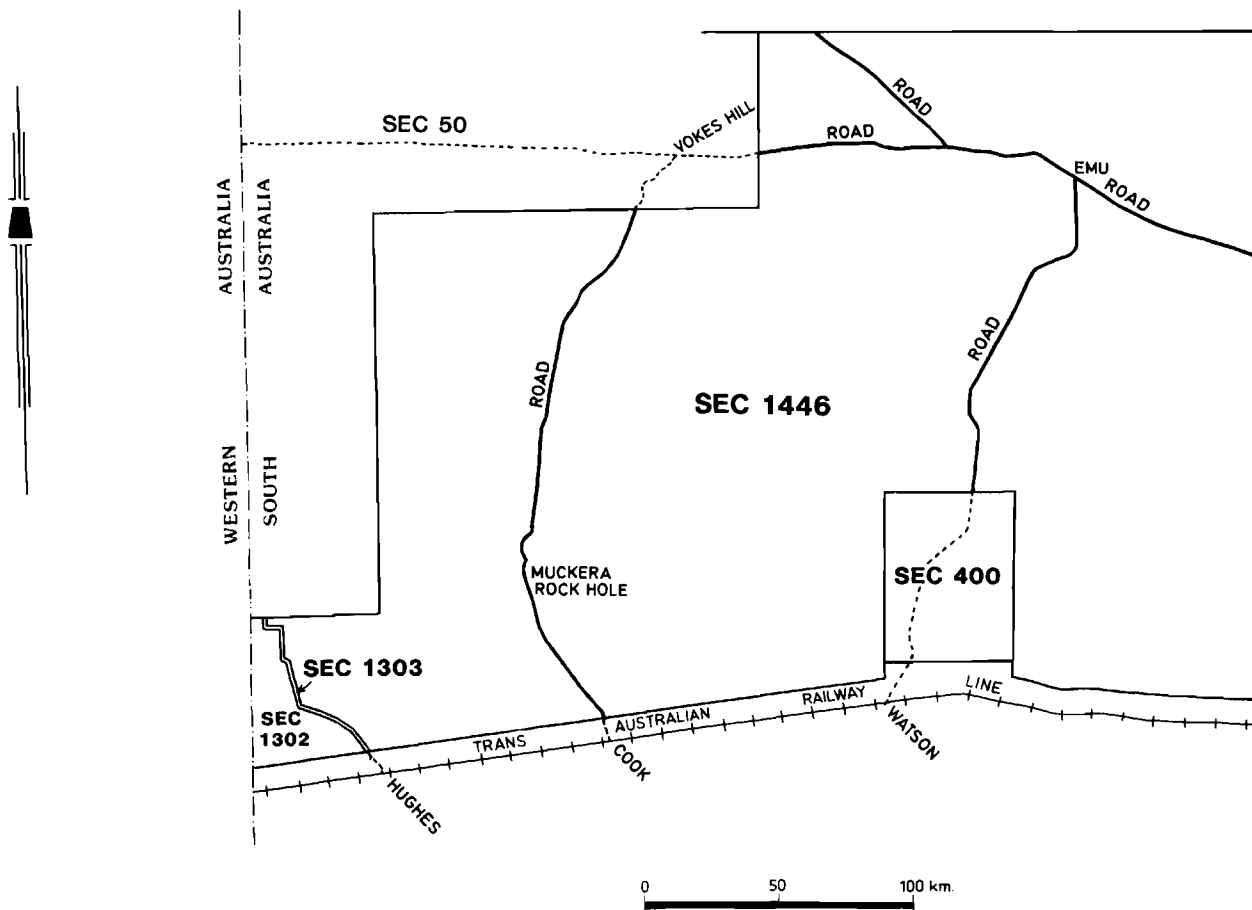 SEC 50
VOKES HILL
ROAD
ROAD
EMU
ROAD
WESTERN AUSTRALIA
SOUTH AUSTRALIA
ROAD
ROAD
SEC 1446
MUCKERA
ROCK HOLE
SEC 400
SEC 1303
SEC
1302
TRANS AUSTRALIAN RAILWAY LINE
HUGHES
COOK
WATSON
0 50 100 km.